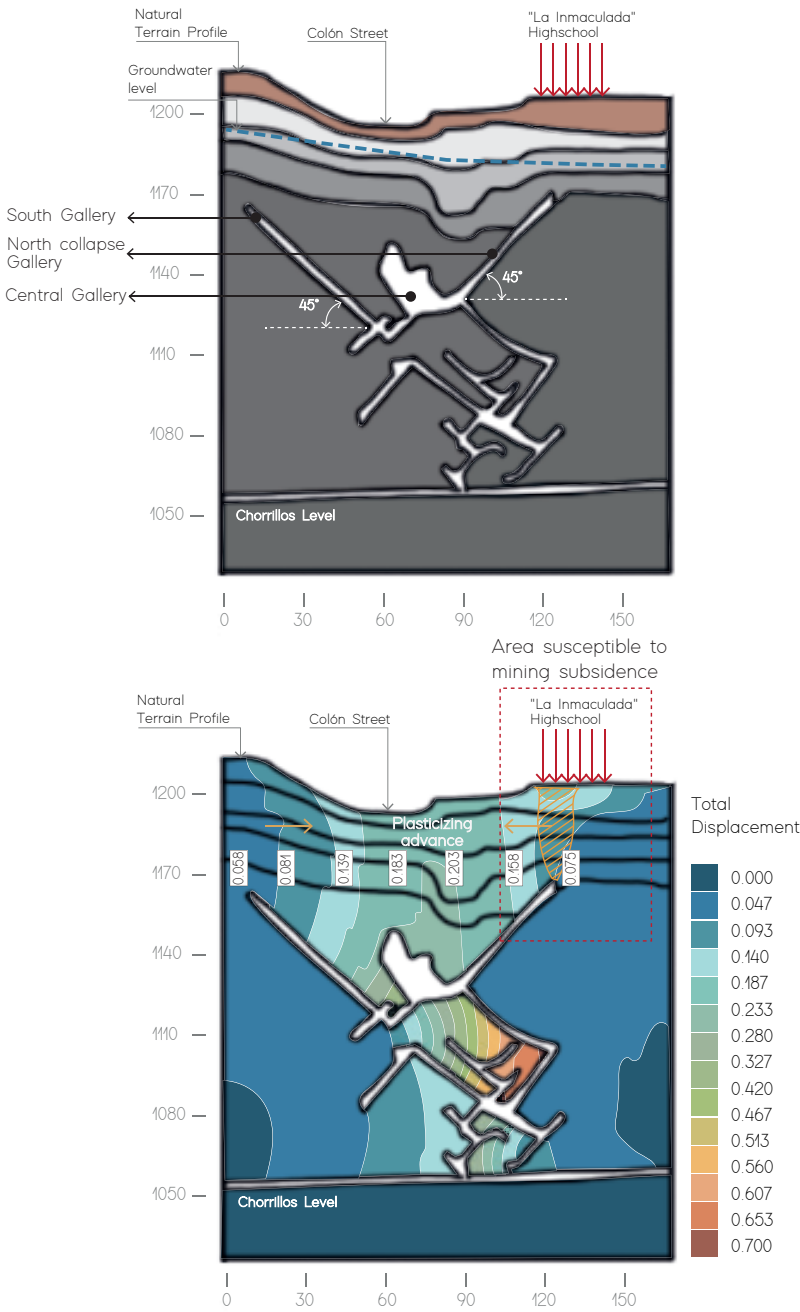 Natural
Terrain Profile
Colón Street
"La Inmaculada"
Highschool
Groundwater
level
1200
1170
South Gallery
North collapse
Gallery
45°
1140
Central Gallery
45°
1110
1080
1050
Chorrillos Level
0 30 60 90 120 150
Area susceptible to
mining subsidence
Natural
Terrain Profile
Colón Street
"La Inmaculada"
Highschool
1200
Plasticizing
advance
1170
0.058 0.081 0.139 0.183 0.203 0.158 0.075
1140
1110
1080
1050
Chorrillos Level
0 30 60 90 120 150
Total
Displacement
0.000
0.047
0.093
0.140
0.187
0.233
0.280
0.327
0.420
0.467
0.513
0.560
0.607
0.653
0.700